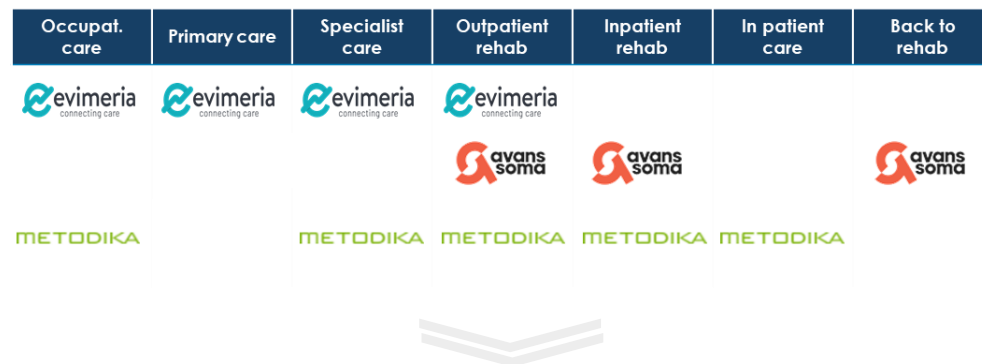 Occupat. care
Primary care
Specialist care
Outpatient rehab
Inpatient rehab
In patient care
Back to rehab
evimeria
connecting care
evimeria
connecting care
evimeria
connecting care
evimeria
connecting care
avans
soma
avans
soma
avans
soma
METODIKA
METODIKA
METODIKA
METODIKA
METODIKA